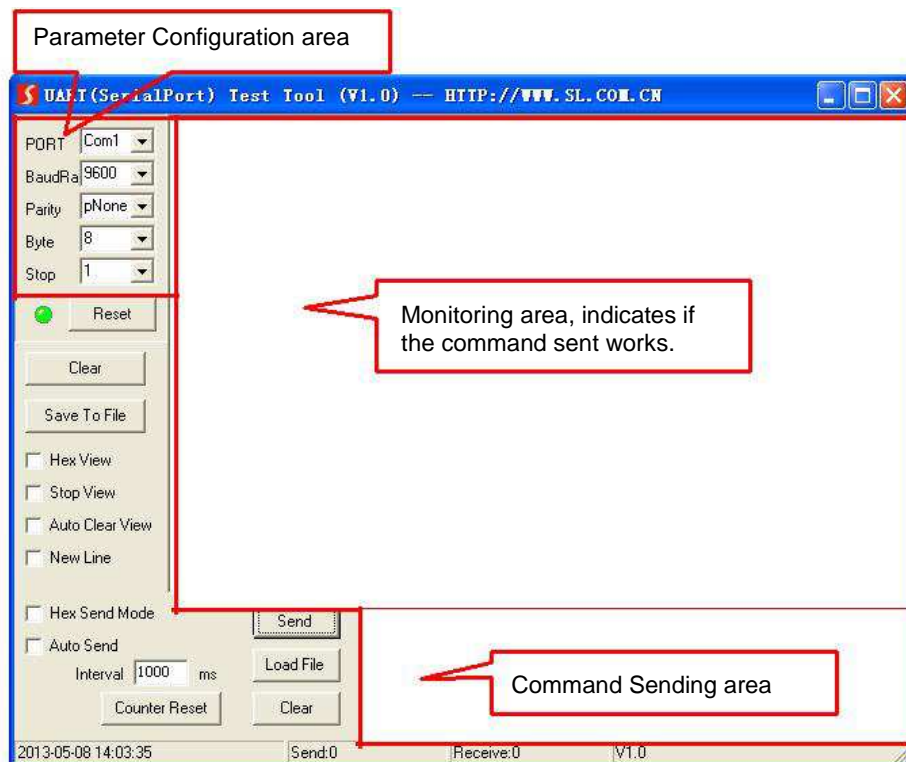 Parameter Configuration area
UART(SerialPort) Test Tool (V1.0) -- HTTP://WWW.SL.COM.CN
PORT Com1
BaudRa 9600
Parity pNone
Byte 8
Stop 1
Reset
Monitoring area, indicates if
the command sent works.
Clear
Save To File
Hex View
Stop View
Auto Clear View
New Line
Hex Send Mode
Send
Auto Send
Interval 1000 ms
Load File
Command Sending area
Counter Reset
Clear
2013-05-08 14:03:35 Send:0 Receive:0 V1.0